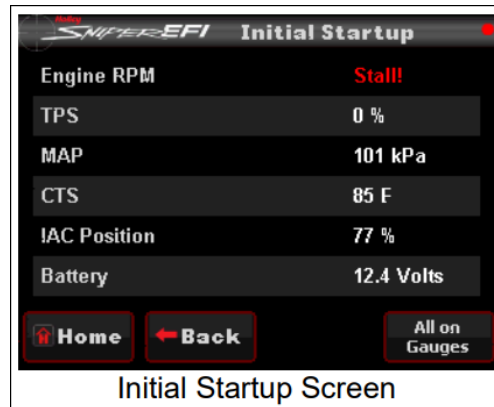 Holley
SNIPER EFI Initial Startup
Engine RPM Stall!
TPS 0 %
MAP 101 kPa
CTS 85 F
IAC Position 77 %
Battery 12.4 Volts
Home Back All on
Gauges
Initial Startup Screen